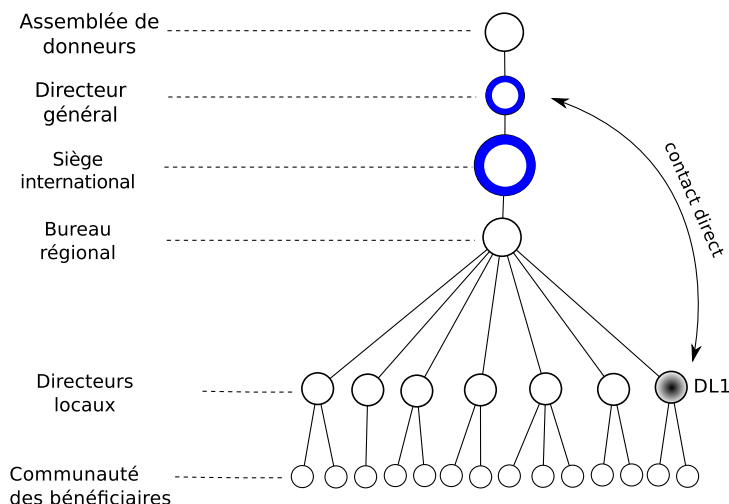 Assemblée de
donneurs
Directeur
général
Siège
international
contact direct
Bureau
régional
Directeurs
locaux
DL1
Communauté
des bénéficiaires